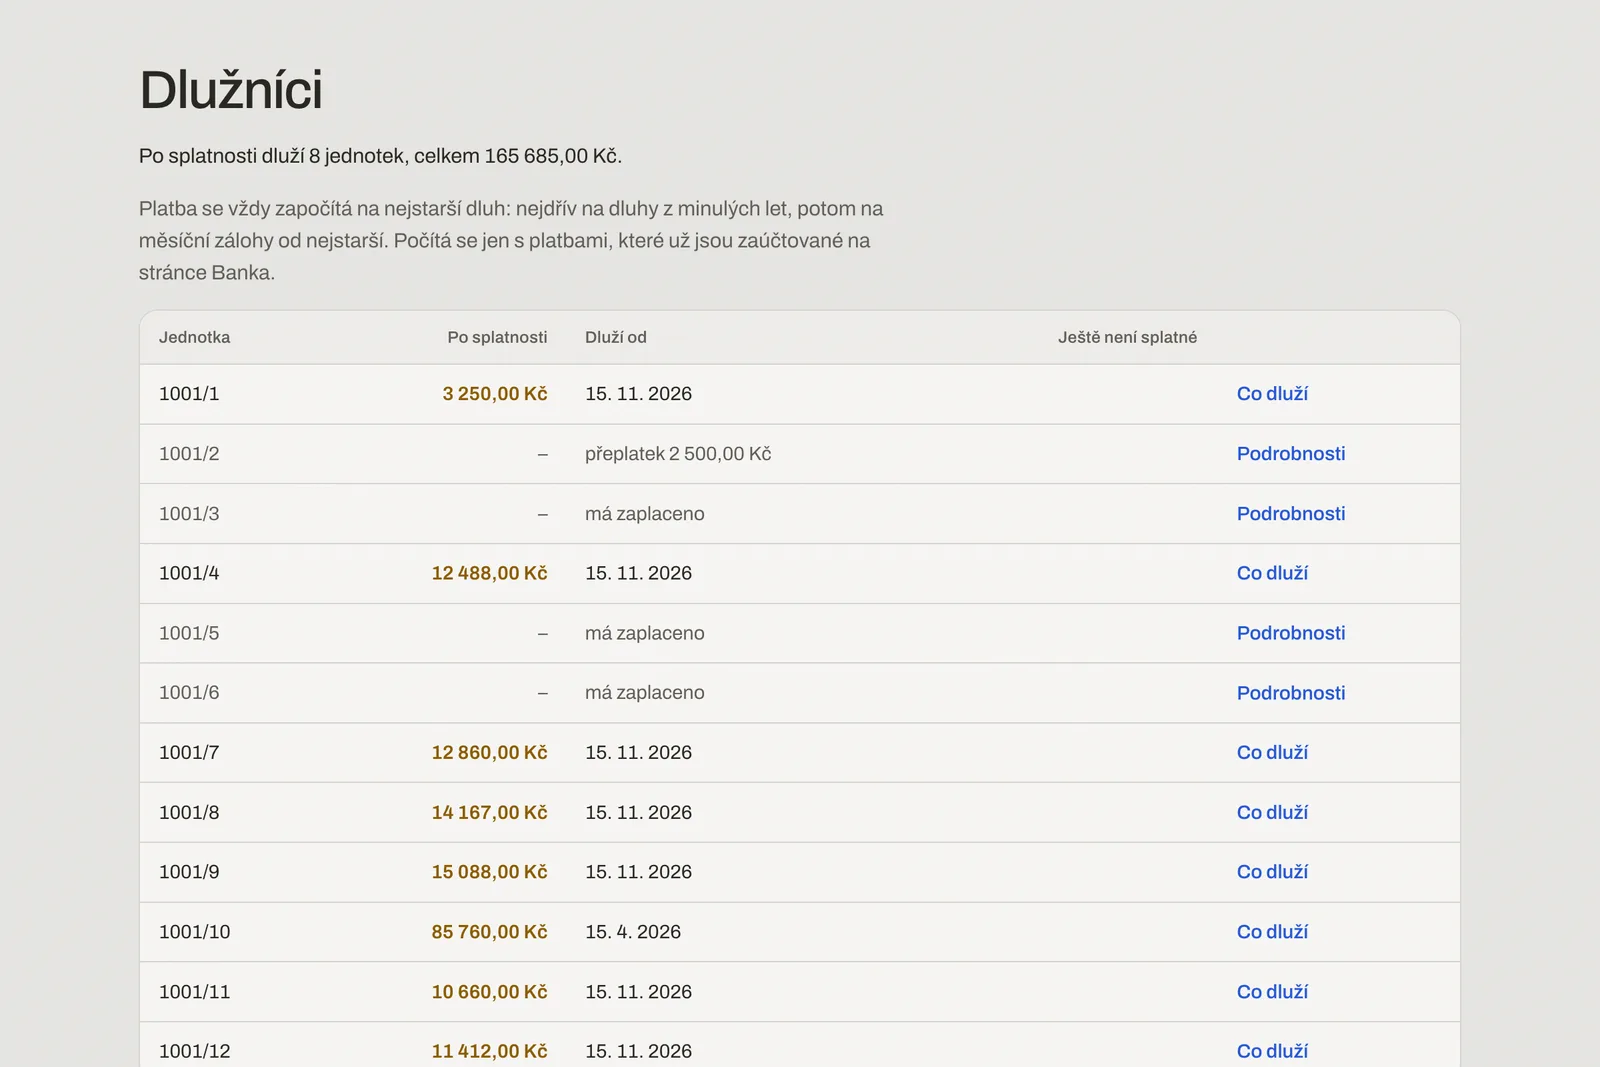 Dlužníci
Po splatnosti dluží 8 jednotek, celkem 165 685,00 Kč.
Platba se vždy započítá na nejstarší dluh: nejdřív na dluhy z minulých let, potom na
měsíční zálohy od nejstarší. Počítá se jen s platbami, které už jsou zaúčtované na
stránce Banka.
Jednotka Po splatnosti Dluží od Ještě není splatné
1001/1 3 250,00 Kč 15. 11. 2026 Co dluží
1001/2 – přeplatek 2 500,00 Kč Podrobnosti
1001/3 – má zaplaceno Podrobnosti
1001/4 12 488,00 Kč 15. 11. 2026 Co dluží
1001/5 – má zaplaceno Podrobnosti
1001/6 – má zaplaceno Podrobnosti
1001/7 12 860,00 Kč 15. 11. 2026 Co dluží
1001/8 14 167,00 Kč 15. 11. 2026 Co dluží
1001/9 15 088,00 Kč 15. 11. 2026 Co dluží
1001/10 85 760,00 Kč 15. 4. 2026 Co dluží
1001/11 10 660,00 Kč 15. 11. 2026 Co dluží
1001/12 11 412,00 Kč 15. 11. 2026 Co dluží